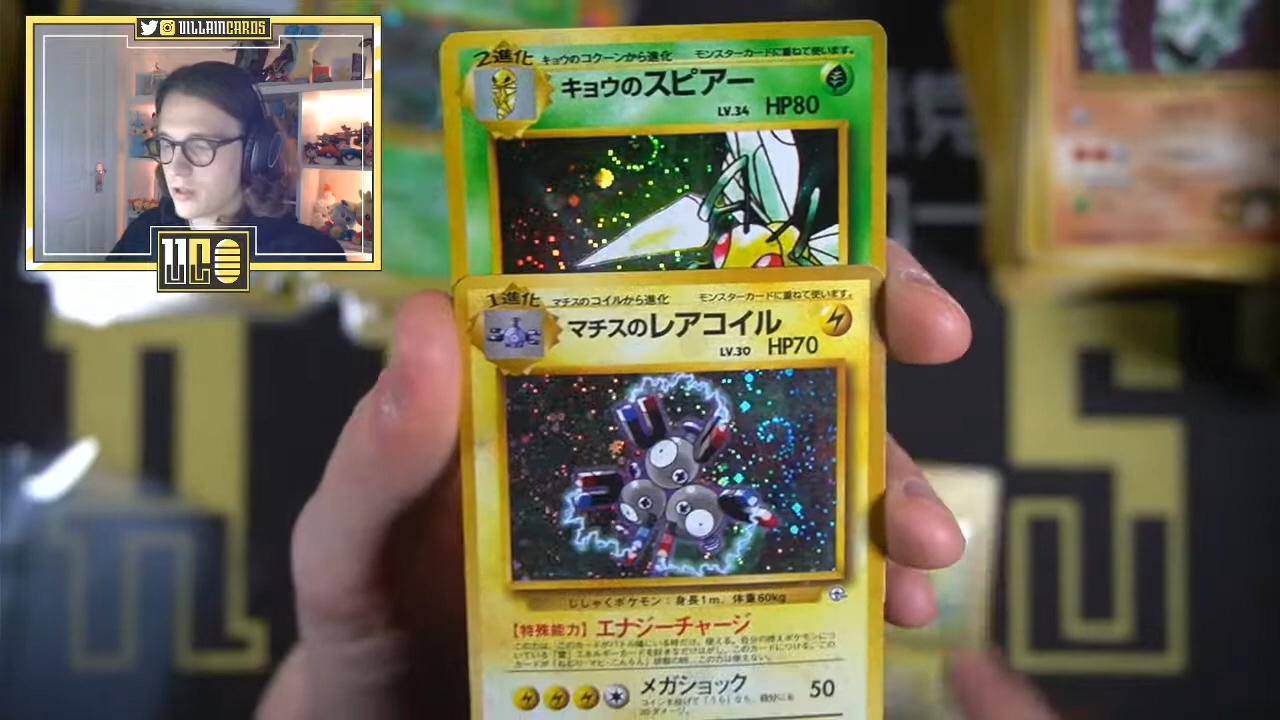 VILLAINCARDS
VC
2進化 キョウのコクーンから進化 モンスターカードに重ねて使います。
キョウのスピアー
LV.34 HP80
1進化 マチスのコイルから進化 モンスターカードに重ねて使います。
マチスのレアコイル
LV.30 HP70
じしゃくポケモン：身長1m、体重60kg
【特殊能力】エナジーチャージ
メガショック 50